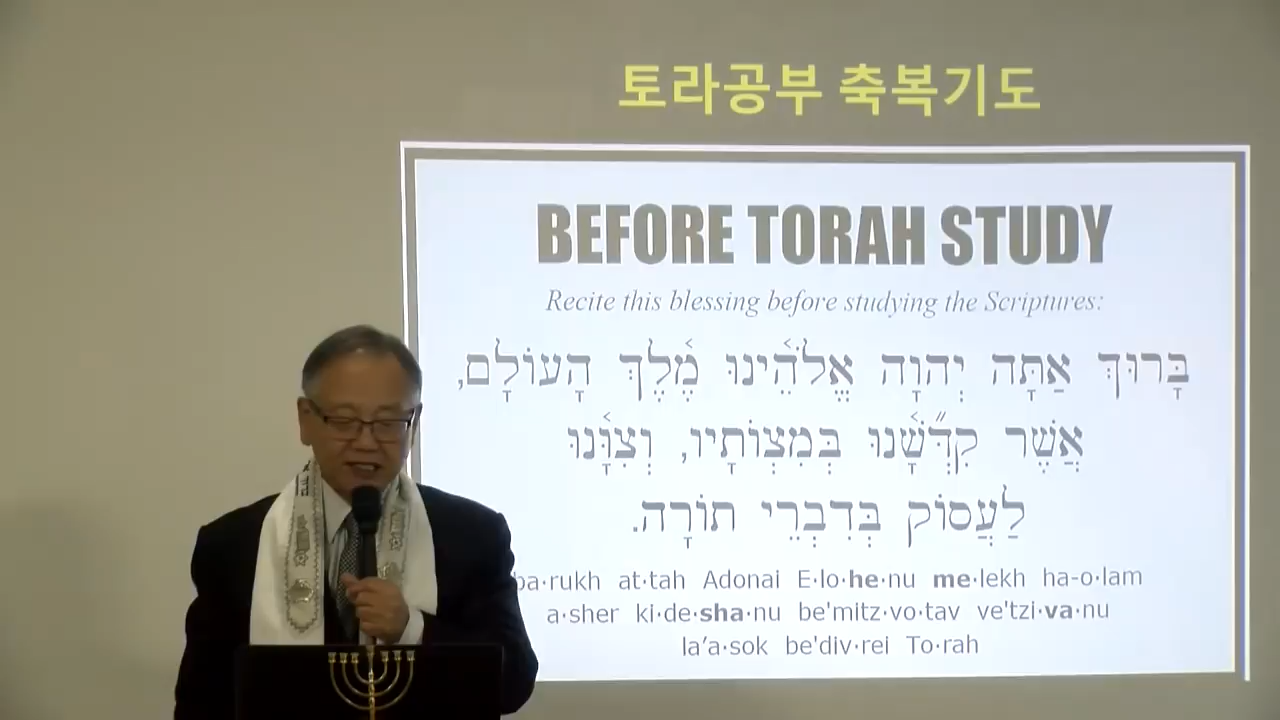 토라공부 축복기도
BEFORE TORAH STUDY
Recite this blessing before studying the Scriptures:
בָּרוּךְ אַתָּה יְהוָה אֱלֹהֵ֫ינוּ מֶ֫לֶךְ הָעוֹלָם,
אֲשֶׁר קִדְּשָׁ֫נוּ בְּמִצְוֹתָיו, וְצִוָּ֫נוּ
לַעֲסוֹק בְּדִבְרֵי תוֹרָה.
ba·rukh at·tah Adonai E·lo·he·nu me·lekh ha-o·lam
a·sher ki·de·sha·nu be'mitz·vo·tav ve'tzi·va·nu
la'a·sok be'div·rei To·rah